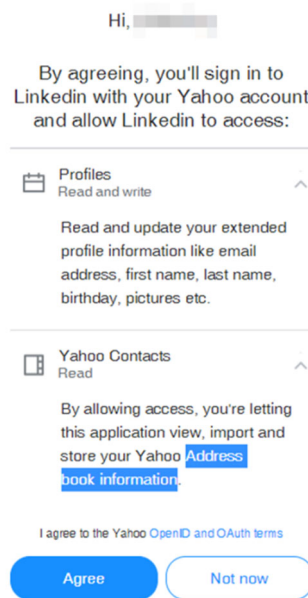 Hi,
By agreeing, you'll sign in to
Linkedin with your Yahoo account
and allow Linkedin to access:
Profiles
Read and write
Read and update your extended
profile information like email
address, first name, last name,
birthday, pictures etc.
Yahoo Contacts
Read
By allowing access, you're letting
this application view, import and
store your Yahoo Address
book information.
I agree to the Yahoo OpenID and OAuth terms
Agree
Not now